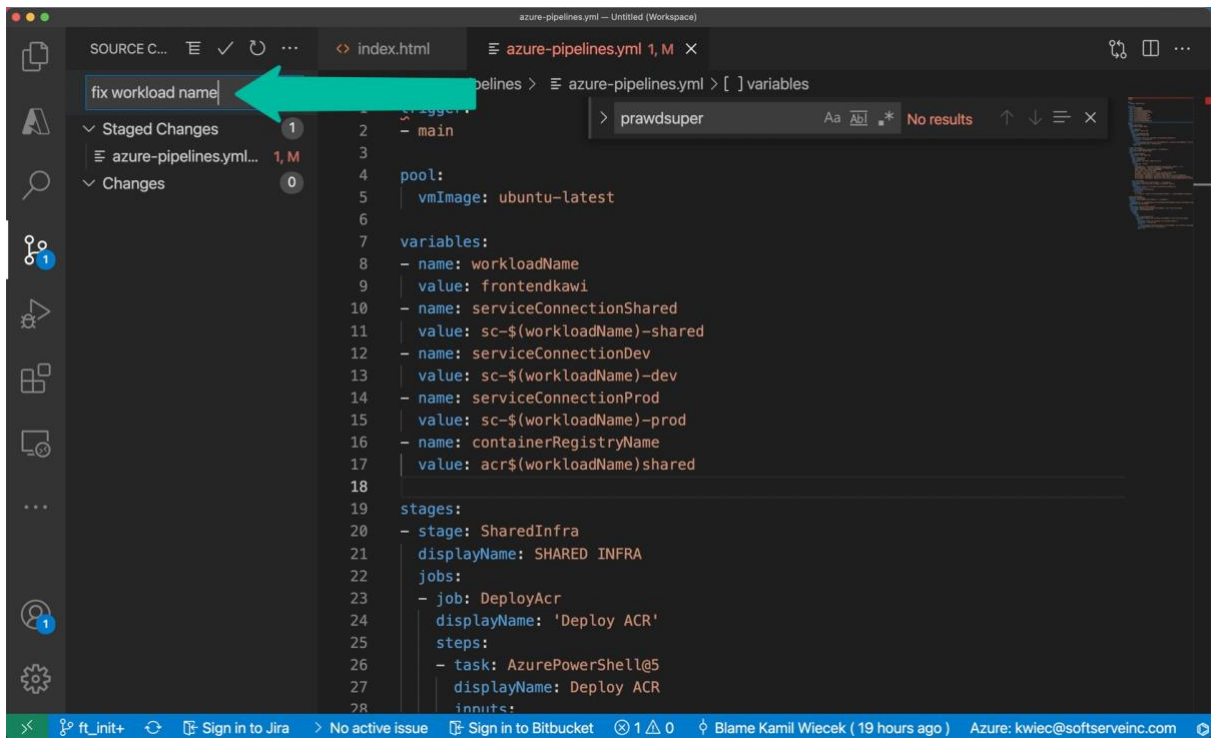 azure-pipelines.yml — Untitled (Workspace)
SOURCE C...
index.html
azure-pipelines.yml 1, M
fix workload name
pelines > azure-pipelines.yml > [ ] variables
prawdsuper
Aa Abl .* No results
Staged Changes 1
azure-pipelines.yml... 1, M
Changes 0
1 trigger:
2 - main
3
4 pool:
5 vmImage: ubuntu-latest
6
7 variables:
8 - name: workloadName
9 value: frontendkawi
10 - name: serviceConnectionShared
11 value: sc-$(workloadName)-shared
12 - name: serviceConnectionDev
13 value: sc-$(workloadName)-dev
14 - name: serviceConnectionProd
15 value: sc-$(workloadName)-prod
16 - name: containerRegistryName
17 value: acr$(workloadName)shared
18
19 stages:
20 - stage: SharedInfra
21 displayName: SHARED INFRA
22 jobs:
23 - job: DeployAcr
24 displayName: 'Deploy ACR'
25 steps:
26 - task: AzurePowerShell@5
27 displayName: Deploy ACR
28 inputs:
1
1
ft_init+ Sign in to Jira > No active issue Sign in to Bitbucket 1 0 Blame Kamil Wiecek ( 19 hours ago ) Azure: kwiec@softserveinc.com